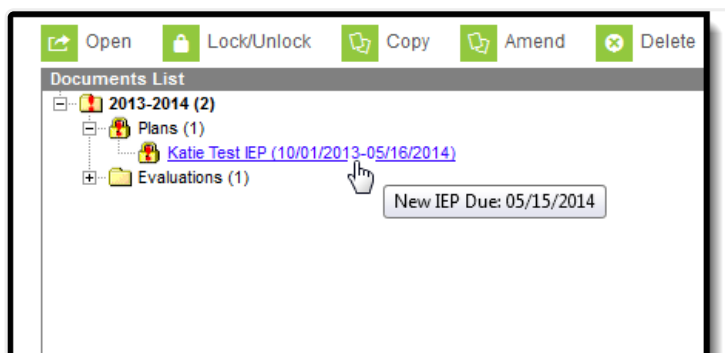 Open Lock/Unlock Copy Amend Delete
Documents List
2013-2014 (2)
Plans (1)
Katie Test IEP (10/01/2013-05/16/2014)
Evaluations (1)
New IEP Due: 05/15/2014